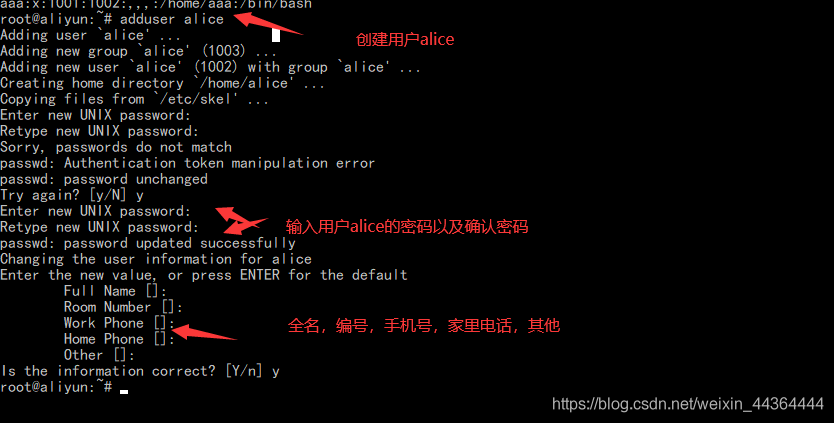 aaa:x:1001:1002:,,,:/home/aaa:/bin/bash
root@aliyun:~# adduser alice
创建用户alice
Adding user `alice' ...
Adding new group `alice' (1003) ...
Adding new user `alice' (1002) with group `alice' ...
Creating home directory `/home/alice' ...
Copying files from `/etc/skel' ...
Enter new UNIX password:
Retype new UNIX password:
Sorry, passwords do not match
passwd: Authentication token manipulation error
passwd: password unchanged
Try again? [y/N] y
Enter new UNIX password:
Retype new UNIX password:
输入用户alice的密码以及确认密码
passwd: password updated successfully
Changing the user information for alice
Enter the new value, or press ENTER for the default
Full Name []:
Room Number []:
Work Phone []:
全名，编号，手机号，家里电话，其他
Home Phone []:
Other []:
Is the information correct? [Y/n] y
root@aliyun:~#
https://blog.csdn.net/weixin_44364444